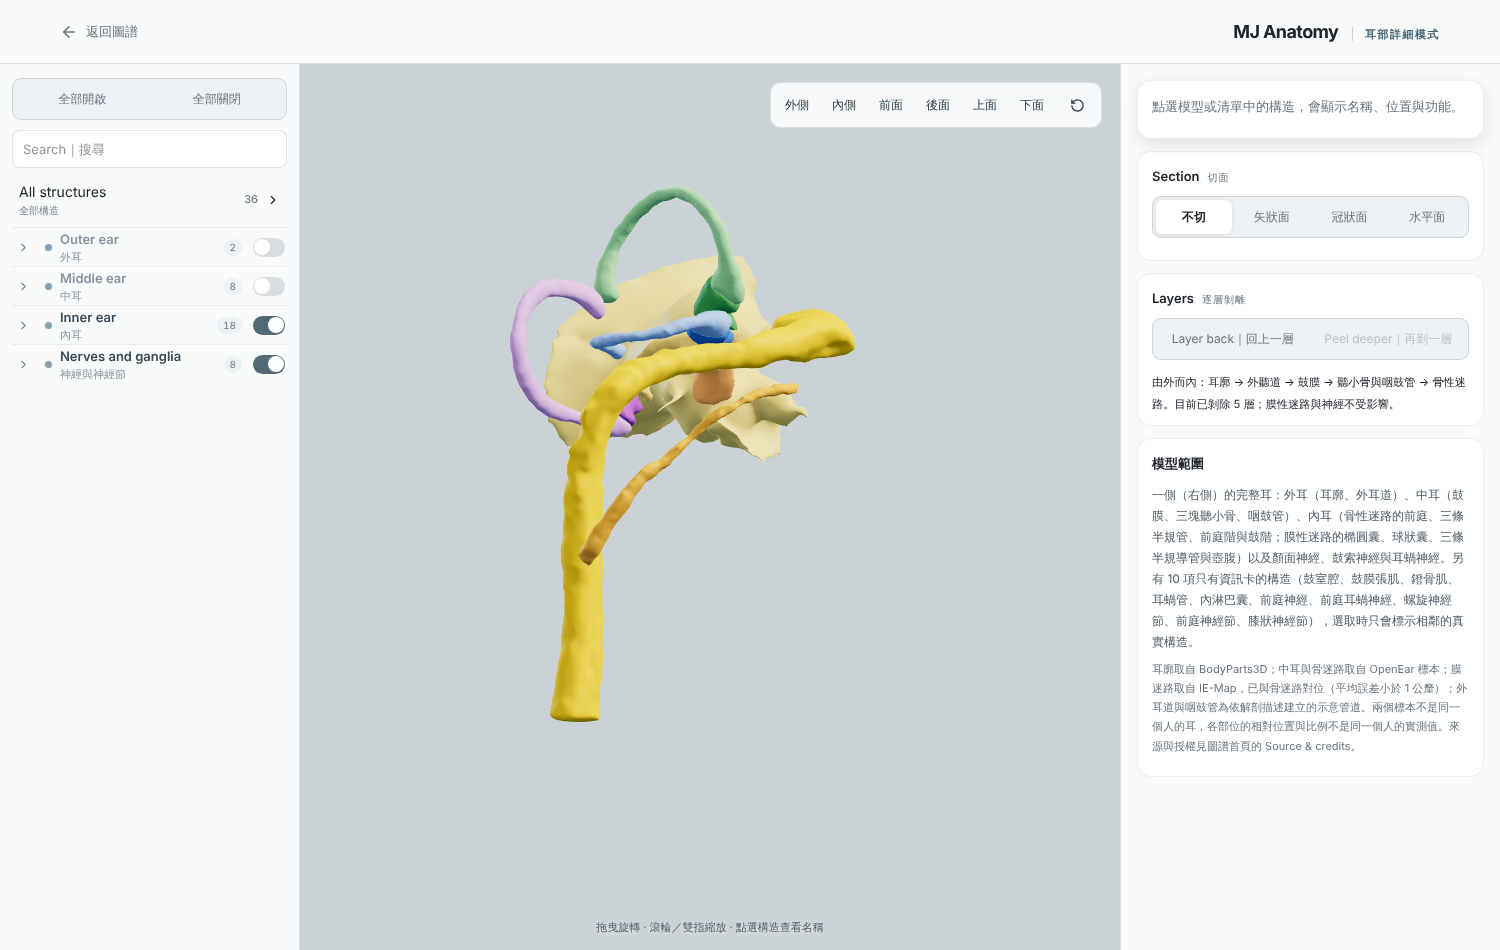 返回圖譜
MJ Anatomy
耳部詳細模式
全部開啟
全部關閉
Search｜搜尋
All structures
全部構造
36
Outer ear
外耳
2
Middle ear
中耳
8
Inner ear
內耳
18
Nerves and ganglia
神經與神經節
8
外側
內側
前面
後面
上面
下面
拖曳旋轉 · 滾輪／雙指縮放 · 點選構造查看名稱
點選模型或清單中的構造，會顯示名稱、位置與功能。
Section 切面
不切
矢狀面
冠狀面
水平面
Layers 逐層剝離
Layer back｜回上一層
Peel deeper｜再剝一層
由外而內：耳廓 → 外聽道 → 鼓膜 → 聽小骨與咽鼓管 → 骨性迷
路。目前已剝除 5 層；膜性迷路與神經不受影響。
模型範圍
一側（右側）的完整耳：外耳（耳廓、外耳道）、中耳（鼓
膜、三塊聽小骨、咽鼓管）、內耳（骨性迷路的前庭、三條
半規管、前庭階與鼓階；膜性迷路的橢圓囊、球狀囊、三條
半規導管與壺腹）以及顏面神經、鼓索神經與耳蝸神經。另
有 10 項只有資訊卡的構造（鼓室腔、鼓膜張肌、鐙骨肌、
耳蝸管、內淋巴囊、前庭神經、前庭耳蝸神經、螺旋神經
節、前庭神經節、膝狀神經節），選取時只會標示相鄰的真
實構造。
耳廓取自 BodyParts3D；中耳與骨迷路取自 OpenEar 標本；膜
迷路取自 IE-Map，已與骨迷路對位（平均誤差小於 1 公釐）；外
耳道與咽鼓管為依解剖描述建立的示意管道。兩個標本不是同一
個人的耳，各部位的相對位置與比例不是同一個人的實測值。來
源與授權見圖譜首頁的 Source & credits。